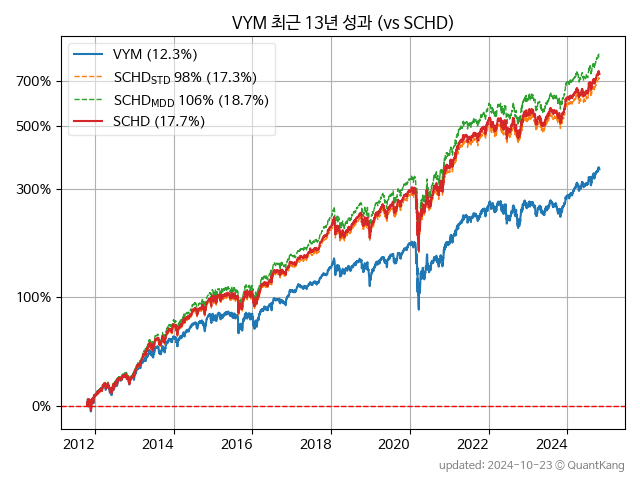 VYM 최근 13년 성과 (vs SCHD)
VYM (12.3%)
SCHD_STD 98% (17.3%)
SCHD_MDD 106% (18.7%)
SCHD (17.7%)
700%
500%
300%
100%
0%
2012 2014 2016 2018 2020 2022 2024
updated: 2024-10-23 © QuantKang